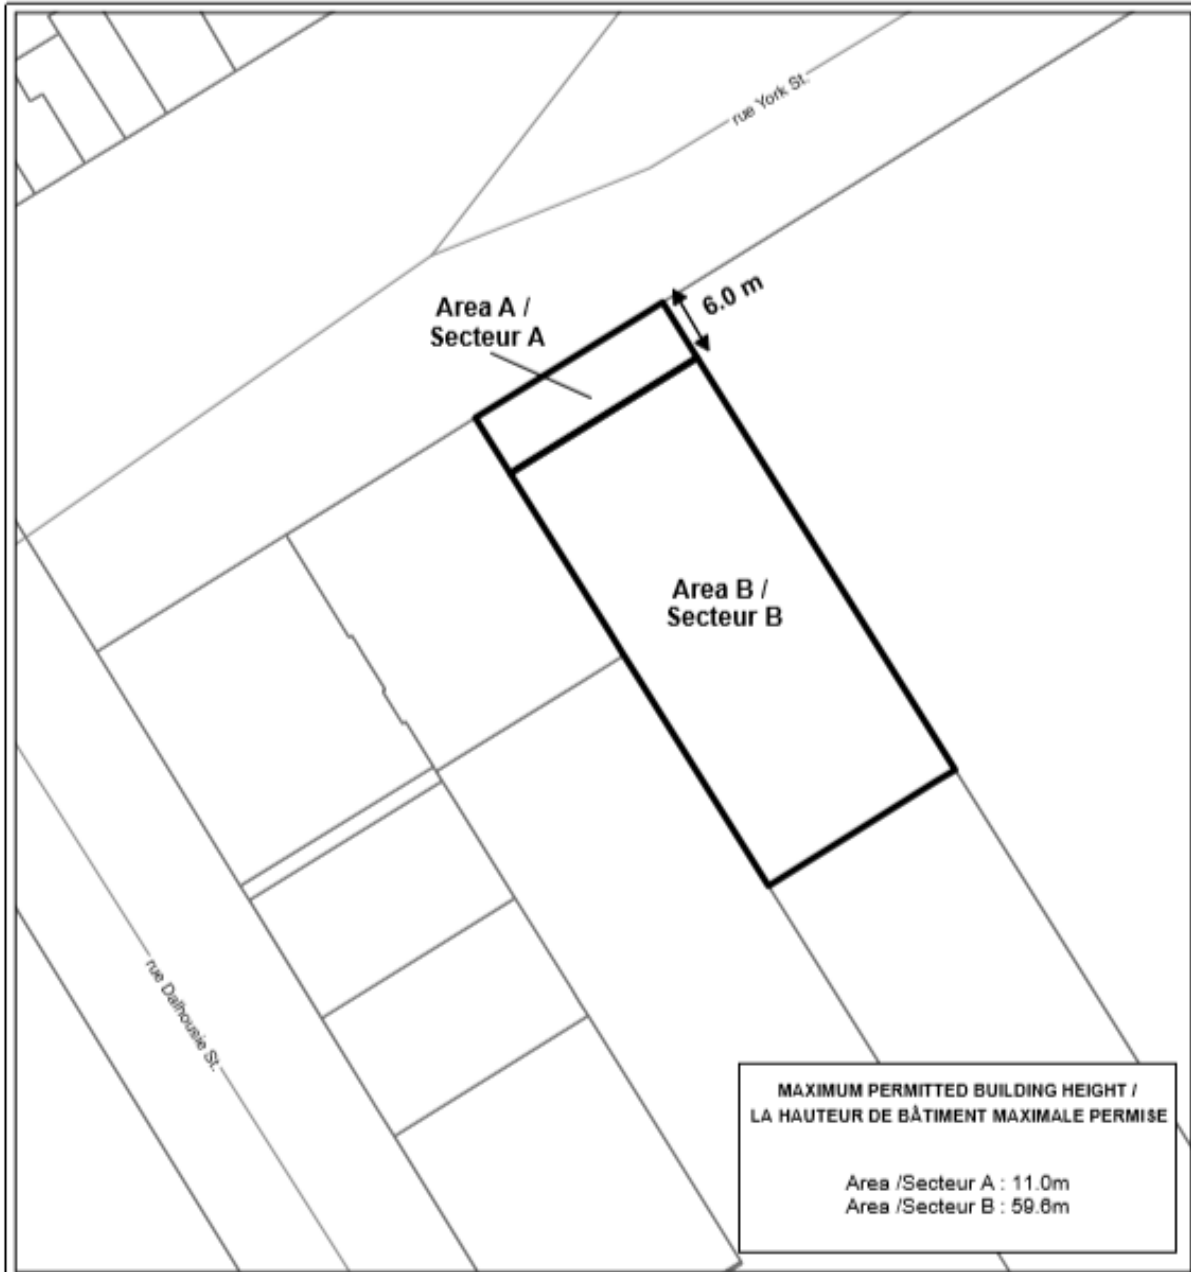 rue York St.
6.0 m
Area A /
Secteur A
Area B /
Secteur B
rue Dalhousie St.
MAXIMUM PERMITTED BUILDING HEIGHT /
LA HAUTEUR DE BÂTIMENT MAXIMALE PERMISE
Area /Secteur A : 11.0m
Area /Secteur B : 59.6m